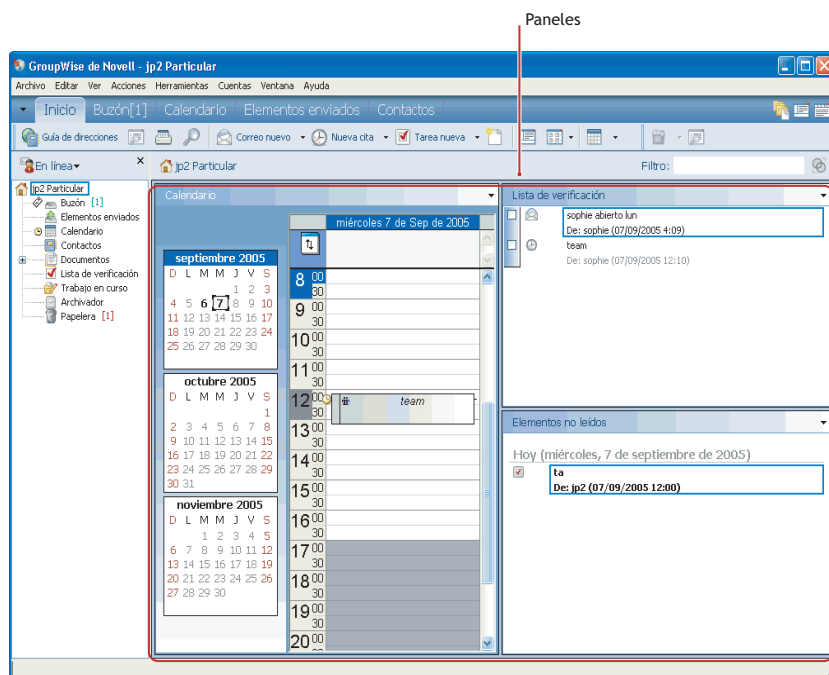 Paneles
GroupWise de Novell - jp2 Particular
Archivo Editar Ver Acciones Herramientas Cuentas Ventana Ayuda
Inicio Buzón[1] Calendario Elementos enviados Contactos
Guía de direcciones Correo nuevo Nueva cita Tarea nueva
En línea
x
jp2 Particular
Filtro:
jp2 Particular
Buzón [1]
Elementos enviados
Calendario
Contactos
Documentos
Lista de verificación
Trabajo en curso
Archivador
Papelera [1]
Calendario
septiembre 2005
D L M M J V S
1 2 3
4 5 6 7 8 9 10
11 12 13 14 15 16 17
18 19 20 21 22 23 24
25 26 27 28 29 30
octubre 2005
D L M M J V S
1
2 3 4 5 6 7 8
9 10 11 12 13 14 15
16 17 18 19 20 21 22
23 24 25 26 27 28 29
30 31
noviembre 2005
D L M M J V S
1 2 3 4 5
6 7 8 9 10 11 12
13 14 15 16 17 18 19
20 21 22 23 24 25 26
27 28 29 30
miércoles 7 de Sep de 2005
8 00
30
9 00
30
10 00
30
11 00
30
12 00
30
team
13 00
30
14 00
30
15 00
30
16 00
30
17 00
30
18 00
30
19 00
30
20 00
Lista de verificación
sophie abierto lun
De: sophie (07/09/2005 4:09)
team
De: sophie (07/09/2005 12:10)
Elementos no leídos
Hoy (miércoles, 7 de septiembre de 2005)
ta
De: jp2 (07/09/2005 12:00)